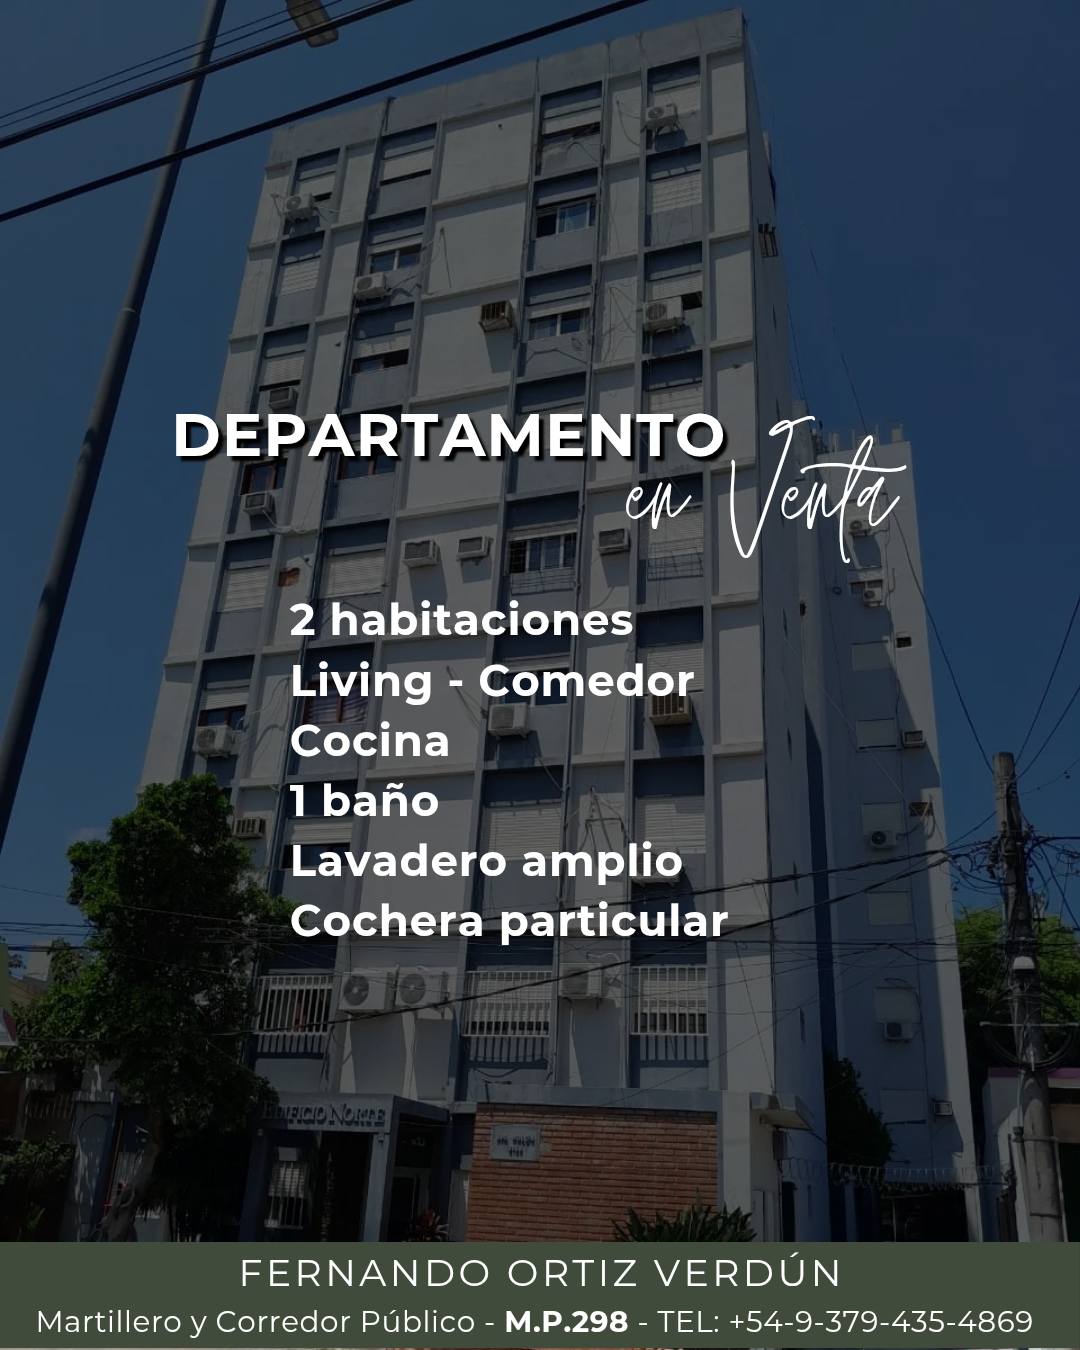 DEPARTAMENTO
en Venta
2 habitaciones
Living - Comedor
Cocina
1 baño
Lavadero amplio
Cochera particular
EDIFICIO NORTE
FERNANDO ORTIZ VERDÚN
Martillero y Corredor Público - M.P.298 - TEL: +54-9-379-435-4869